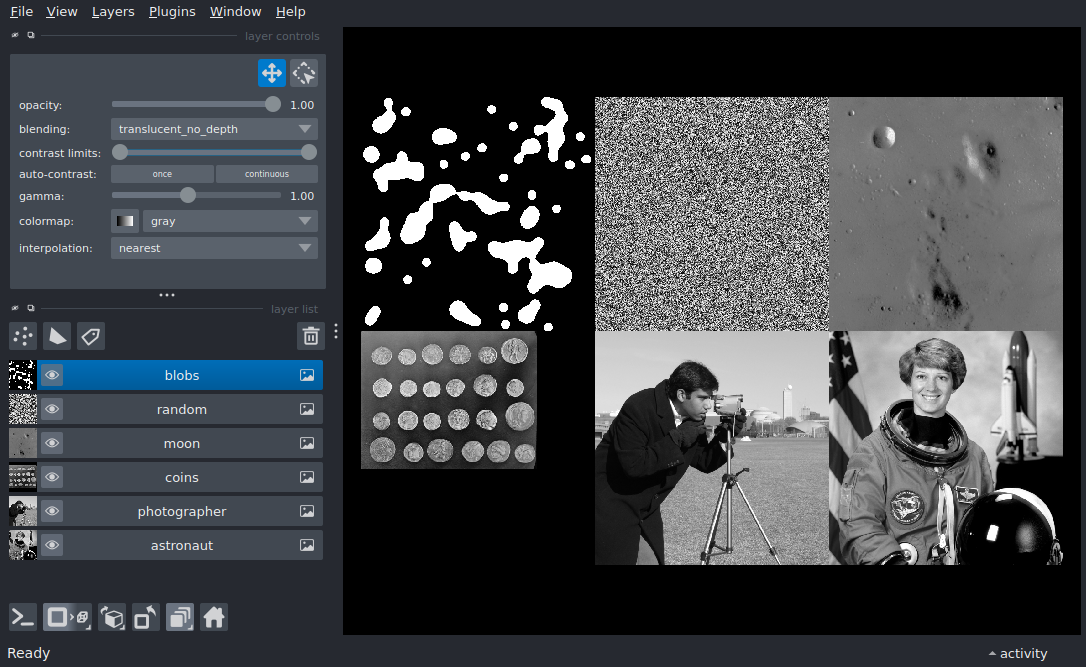 File View Layers Plugins Window Help
layer controls
opacity: 1.00
blending: translucent_no_depth
contrast limits:
auto-contrast: once continuous
gamma: 1.00
colormap: gray
interpolation: nearest
layer list
blobs
random
moon
coins
photographer
astronaut
Ready
activity